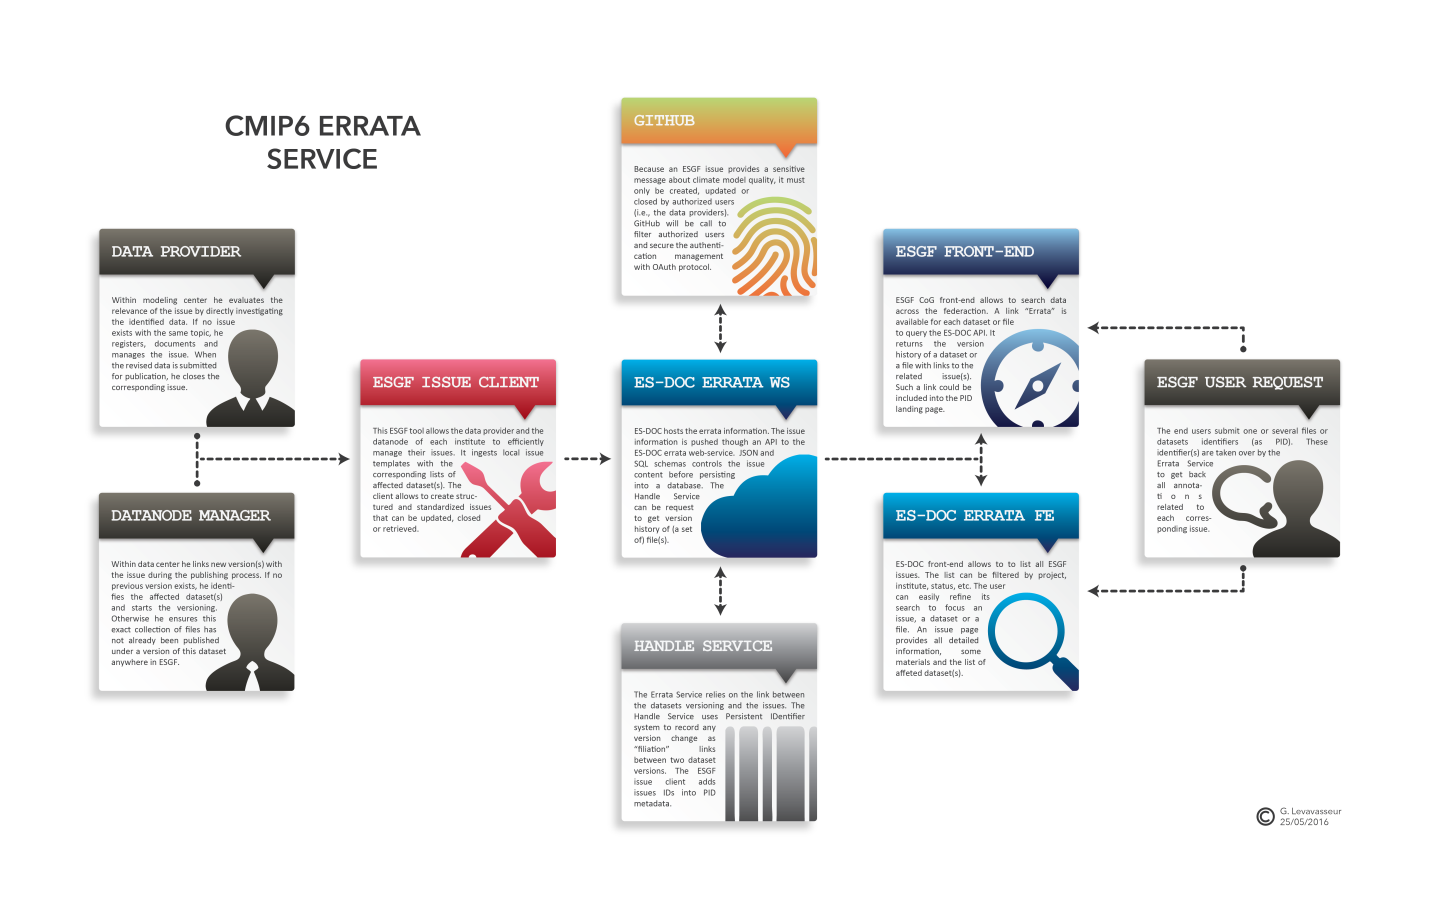 CMIP6 ERRATA
SERVICE
DATA PROVIDER
Within modeling center he evaluates the
relevance of the issue by directly investigating
the identified data. If no issue
exists with the same topic, he
registers, documents and
manages the issue. When
the revised data is submitted
for publication, he closes the
corresponding issue.
DATANODE MANAGER
Within data center he links new version(s) with
the issue during the publishing process. If no
previous version exists, he identi-
fies the affected dataset(s)
and starts the versioning.
Otherwise he ensures this
exact collection of files has
not already been published
under a version of this dataset
anywhere in ESGF.
ESGF ISSUE CLIENT
This ESGF tool allows the data provider and the
datanode of each institute to efficiently
manage their issues. It ingests local issue
templates with the
corresponding lists of
affected dataset(s). The
client allows to create struc-
tured and standardized issues
that can be updated, closed
or retrieved.
GITHUB
Because an ESGF issue provides a sensitive
message about climate model quality, it must
only be created, updated or
closed by authorized users
(i.e., the data providers).
GitHub will be call to
filter authorized users
and secure the authenti-
cation management
with OAuth protocol.
ES-DOC ERRATA WS
ES-DOC hosts the errata information. The issue
information is pushed though an API to the
ES-DOC errata web-service. JSON and
SQL schemas controls the issue
content before persisting
into a database. The
Handle Service
can be request
to get version
history of (a set
of) file(s).
HANDLE SERVICE
The Errata Service relies on the link between
the datasets versioning and the issues. The
Handle Service uses Persistent IDentifier
system to record any
version change as
“filiation” links
between two dataset
versions. The ESGF
issue client adds
issues IDs into PID
metadata.
ESGF FRONT-END
ESGF CoG front-end allows to search data
across the federaction. A link “Errata” is
available for each dataset or file
to query the ES-DOC API. It
returns the version
history of a dataset or
a file with links to the
related issue(s).
Such a link could be
included into the PID
landing page.
ES-DOC ERRATA FE
ES-DOC front-end allows to to list all ESGF
issues. The list can be filtered by project,
institute, status, etc. The user
can easily refine its
search to focus an
issue, a dataset or a
file. An issue page
provides all detailed
information, some
materials and the list of
affeted dataset(s).
ESGF USER REQUEST
The end users submit one or several files or
datasets identifiers (as PID). These
identifier(s) are taken over by the
Errata Service
to get back
all annota-
tions
related to
each corres-
ponding issue.
© G. Levavasseur
25/05/2016